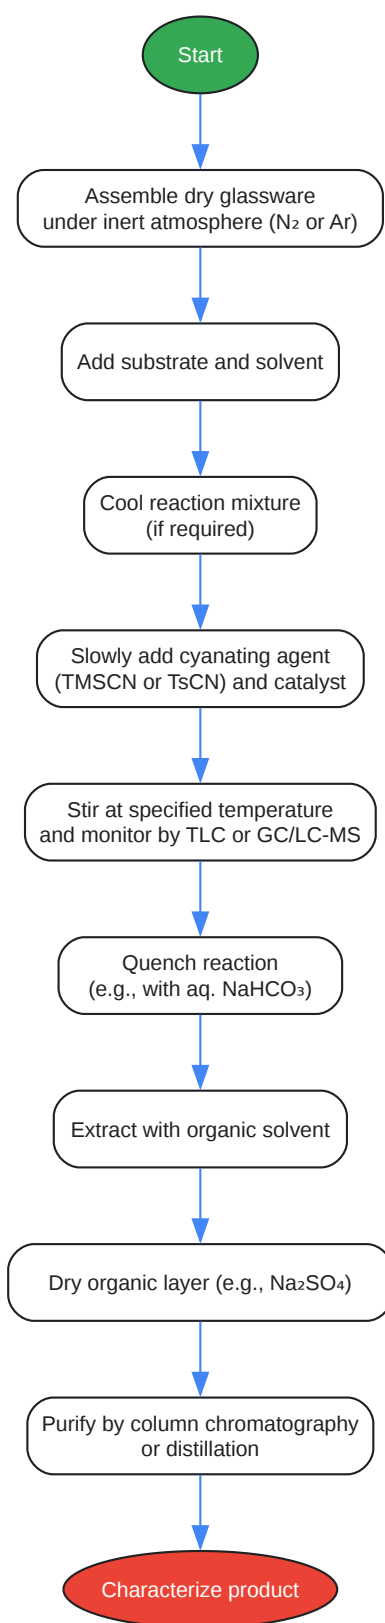 Start
Assemble dry glassware
under inert atmosphere (N₂ or Ar)
Add substrate and solvent
Cool reaction mixture
(if required)
Slowly add cyanating agent
(TMSCN or TsCN) and catalyst
Stir at specified temperature
and monitor by TLC or GC/LC-MS
Quench reaction
(e.g., with aq. NaHCO₃)
Extract with organic solvent
Dry organic layer (e.g., Na₂SO₄)
Purify by column chromatography
or distillation
Characterize product